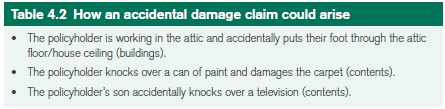 Table 4.2 How an accidental damage claim could arise
• The policyholder is working in the attic and accidentally puts their foot through the attic
floor/house ceiling (buildings).
• The policyholder knocks over a can of paint and damages the carpet (contents).
• The policyholder's son accidentally knocks over a television (contents).